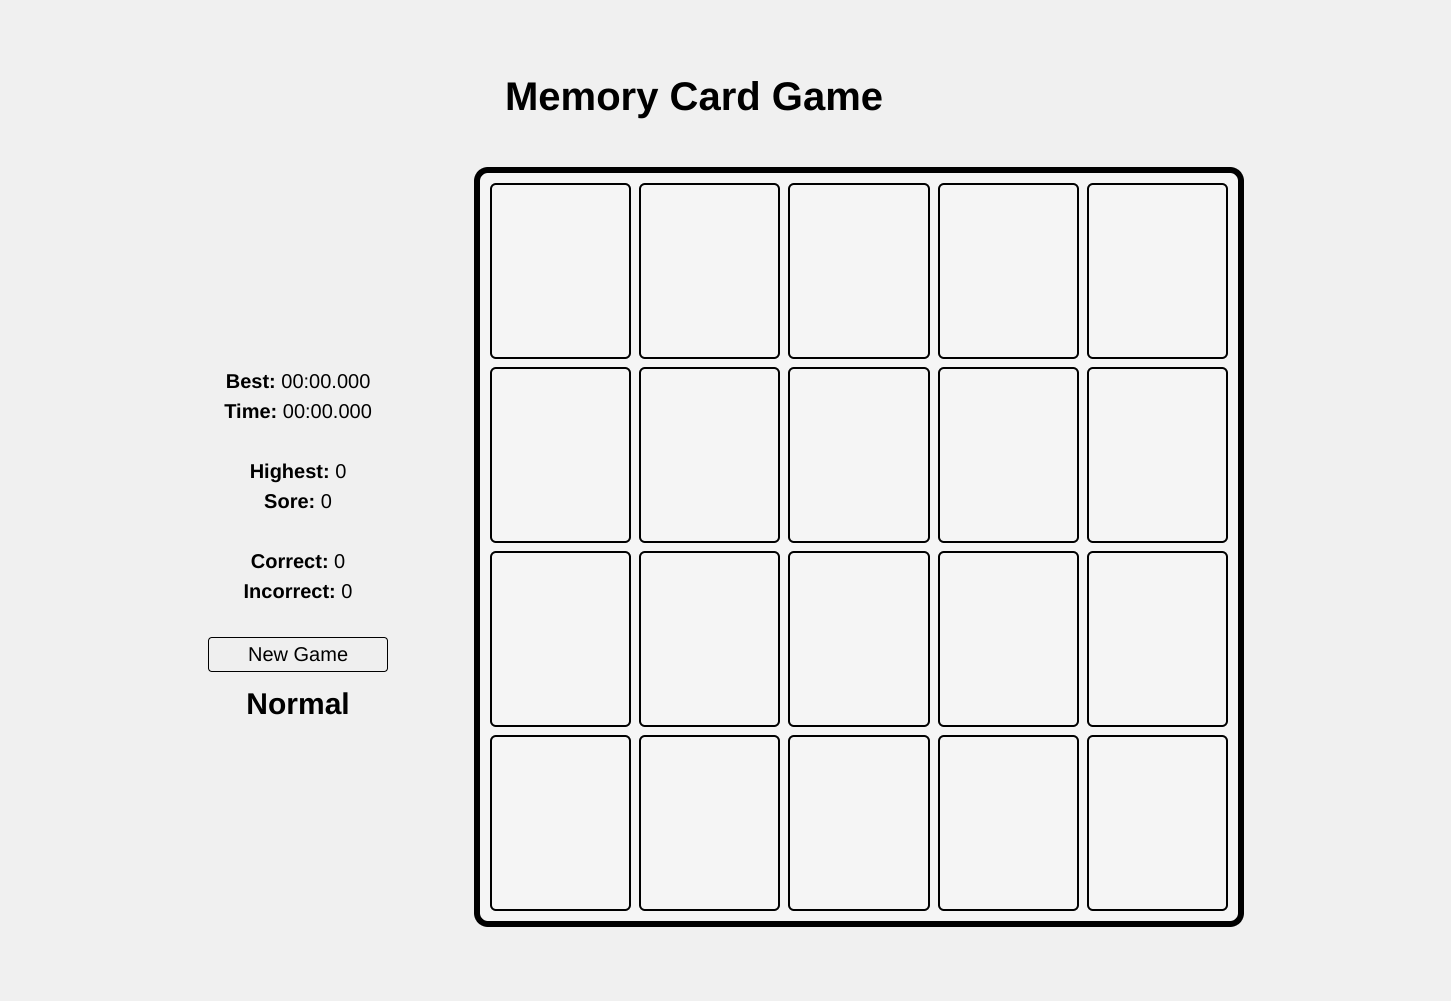 Memory Card Game
Best: 00:00.000
Time: 00:00.000
Highest: 0
Sore: 0
Correct: 0
Incorrect: 0
New Game
Normal